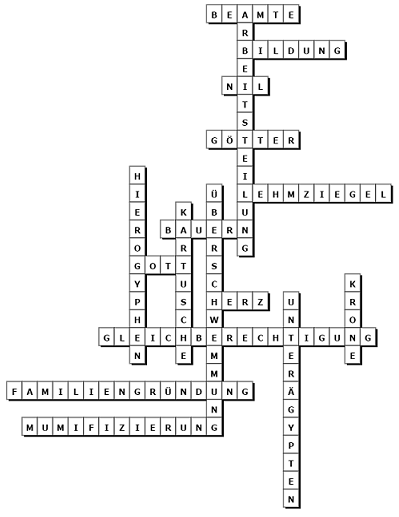 BEAMTE
ARBEITSTEILUNG
BILDUNG
NIL
GÖTTER
HIEROGYPHEN
ÜBERSCHWEMMUNG
LEHMZIEGEL
KARTUSCHE
BAUERN
GOTT
KRONE
HERZ
UNTERÄGYPTEN
GLEICHBERECHTIGUNG
FAMILIENGRÜNDUNG
MUMIFIZIERUNG